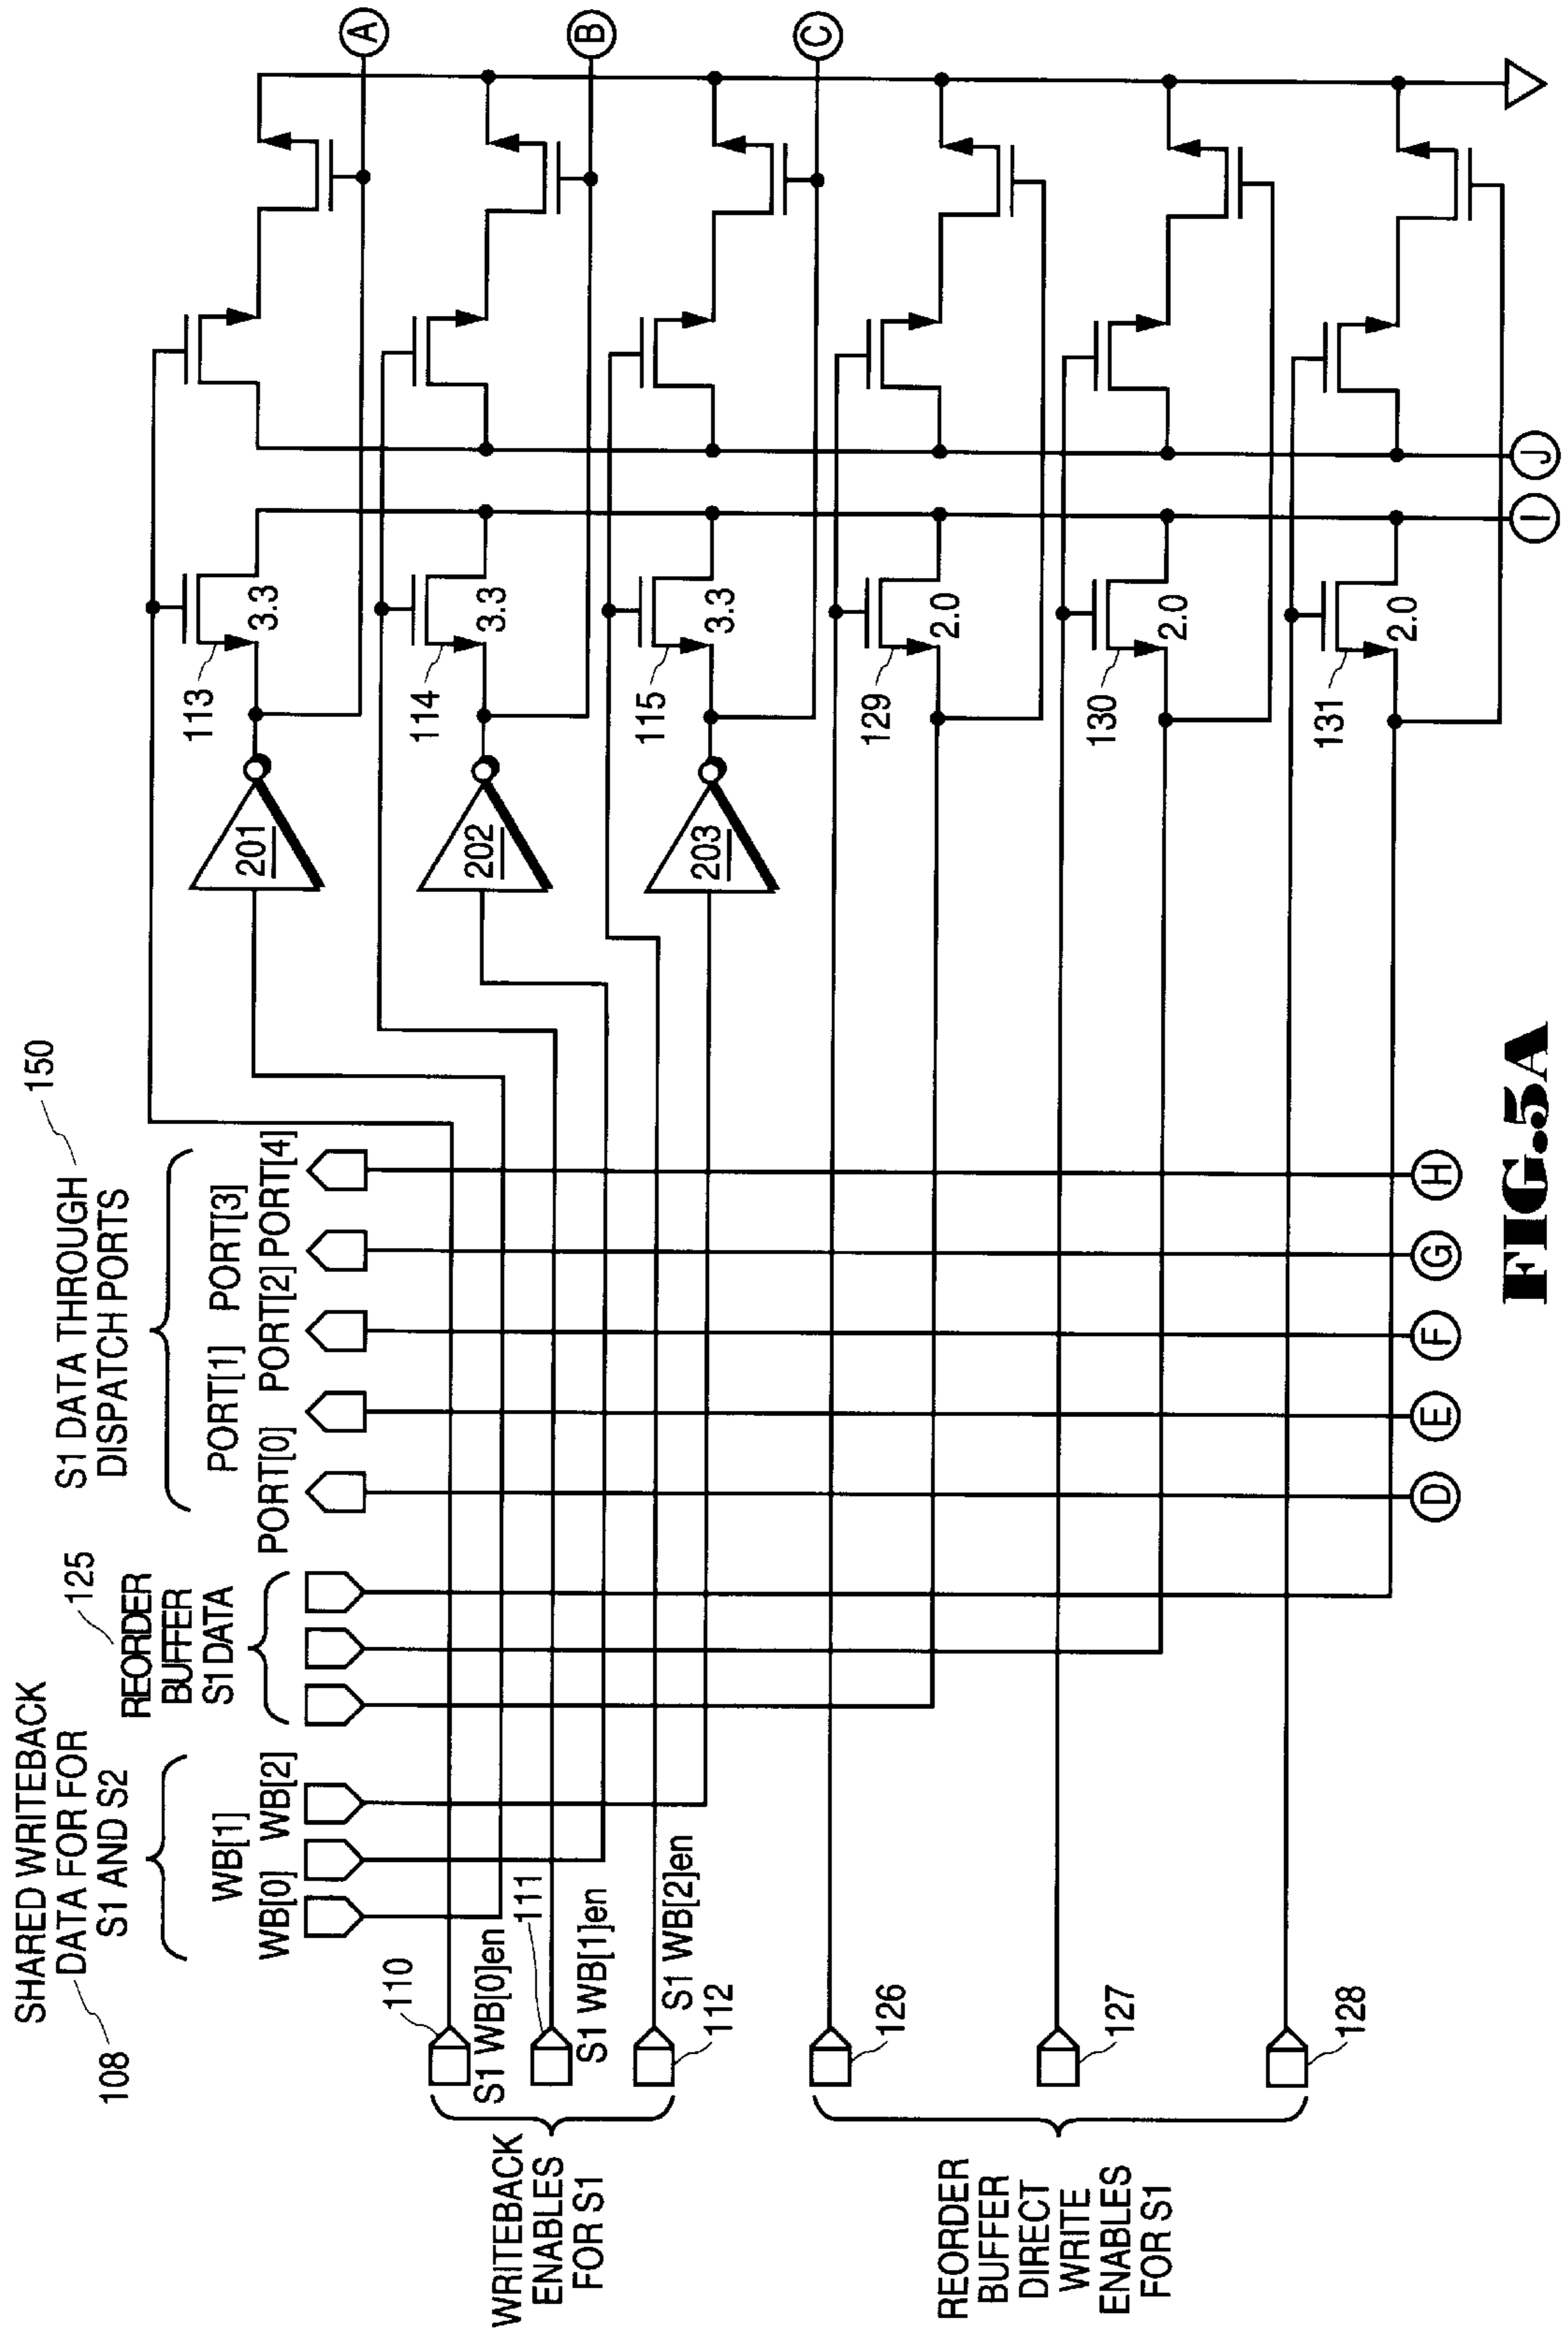 SHARED WRITEBACK
DATA FOR FOR
S1 AND S2
108
WB[0]
WB[1]
WB[2]
REORDER
BUFFER
S1 DATA
125
S1 DATA THROUGH
DISPATCH PORTS
150
PORT[0]
PORT[1]
PORT[2]
PORT[3]
PORT[4]
WRITEBACK
ENABLES
FOR S1
110
S1 WB[0]en
111
S1 WB[1]en
S1 WB[2]en
112
REORDER
BUFFER
DIRECT
WRITE
ENABLES
FOR S1
126
127
128
201
202
203
113
3.3
114
3.3
115
3.3
129
2.0
130
2.0
131
2.0
A
B
C
D
E
F
G
H
I
J
FIG.5A